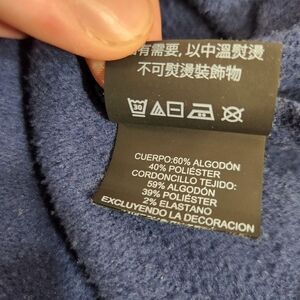 有需要,以中溫熨燙
不可熨燙裝飾物
30
CUERPO:60% ALGODÓN
40% POLIÉSTER
CORDONCILLO TEJIDO:
59% ALGODÓN
39% POLIÉSTER
2% ELASTANO
EXCLUYENDO LA DECORACION